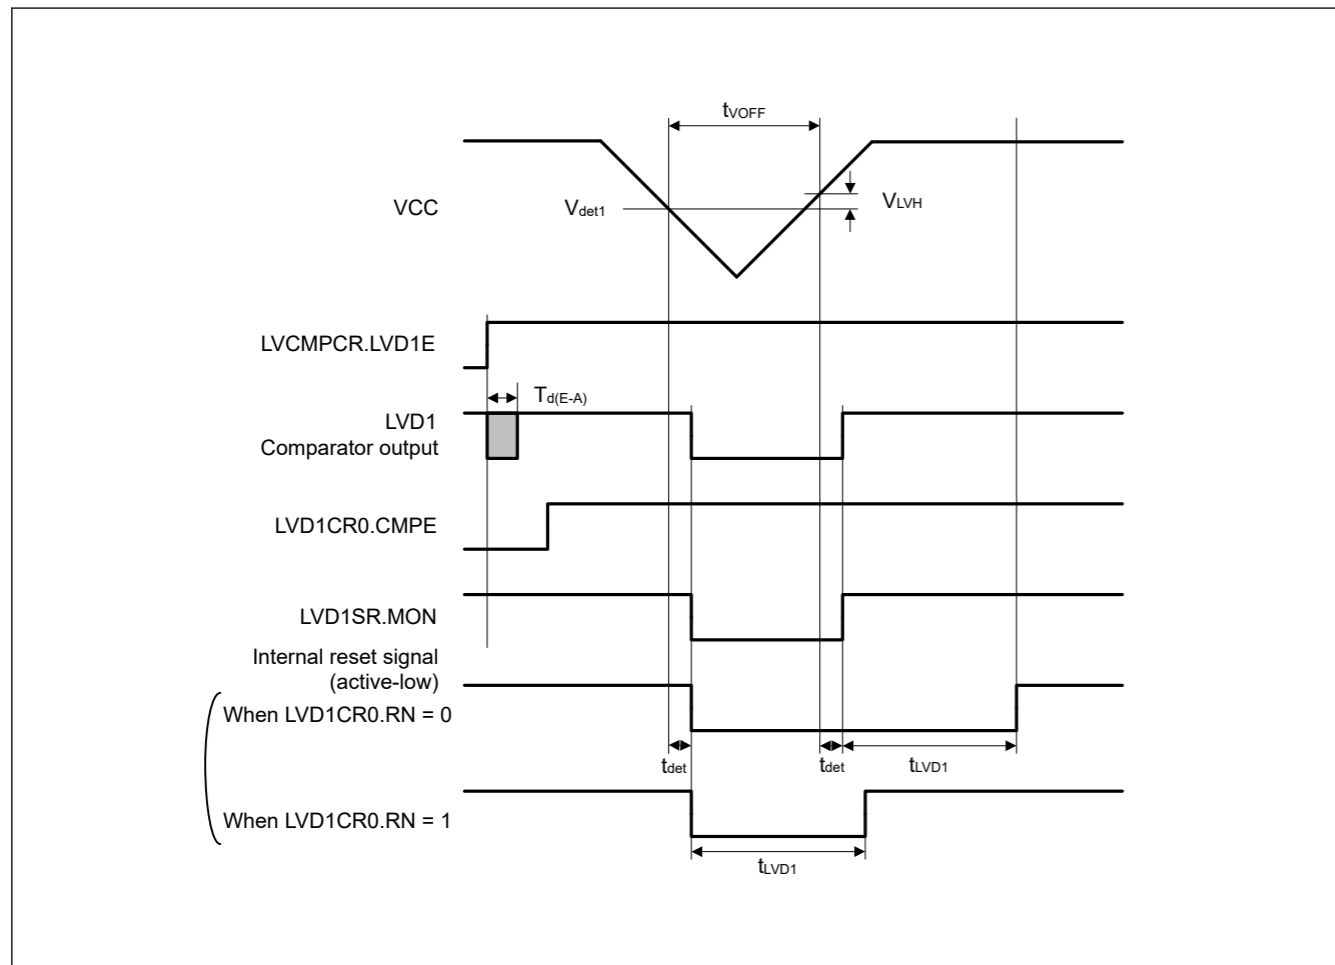 tVOFF
VCC
Vdet1
VLVH
LVCMPCR.LVD1E
Td(E-A)
LVD1
Comparator output
LVD1CR0.CMPE
LVD1SR.MON
Internal reset signal
(active-low)
When LVD1CR0.RN = 0
tdet
tdet
tLVD1
When LVD1CR0.RN = 1
tLVD1